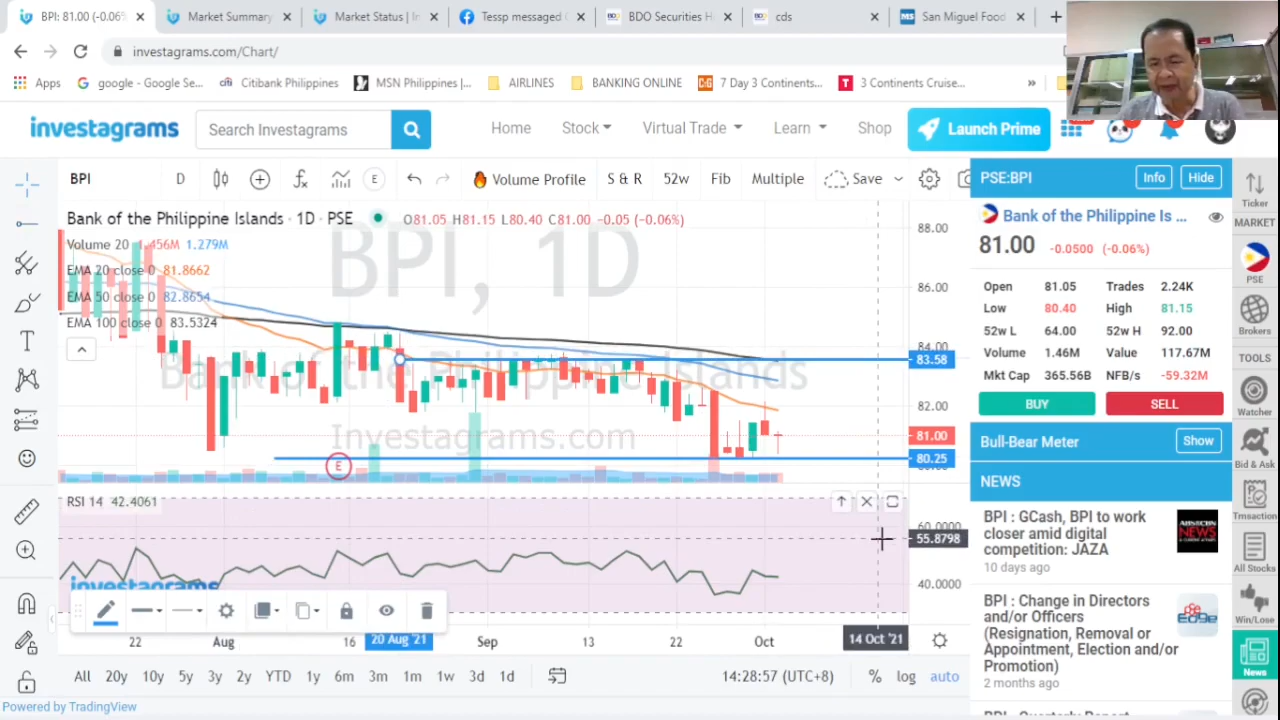 BPI: 81.00 (-0.06%
Market Summary
Market Status | In
Tessp messaged
BDO Securities H
cds
San Miguel Food
investagrams.com/Chart/
Apps
google - Google Se...
Citibank Philippines
MSN Philippines |...
AIRLINES
BANKING ONLINE
7 Day 3 Continents...
3 Continents Cruise...
»
investagrams
Search Investagrams
Home
Stock
Virtual Trade
Learn
Shop
Launch Prime
BPI
D
E
Volume Profile
S & R
52w
Fib
Multiple
Save
PSE:BPI
Info
Hide
Ticker
Bank of the Philippine Islands · 1D · PSE
O81.05 H81.15 L80.40 C81.00 -0.05 (-0.06%)
Volume 20 1.456M 1.279M
EMA 20 close 0 81.8662
EMA 50 close 0 82.8654
EMA 100 close 0 83.5324
BPI, 1D
Bank of the Philippine Islands
Investagrams.com
E
88.00
86.00
84.00
83.58
82.00
81.00
80.25
Bank of the Philippine Is ...
81.00 -0.0500 (-0.06%)
Open 81.05 Trades 2.24K
Low 80.40 High 81.15
52w L 64.00 52w H 92.00
Volume 1.46M Value 117.67M
Mkt Cap 365.56B NFB/s -59.32M
BUY
SELL
Bull-Bear Meter
Show
NEWS
BPI : GCash, BPI to work
closer amid digital
competition: JAZA
10 days ago
BPI : Change in Directors
and/or Officers
(Resignation, Removal or
Appointment, Election and/or
Promotion)
2 months ago
BPI : Quarterly Report
MARKET
PSE
Brokers
TOOLS
Watcher
Bid & Ask
Trnsaction
All Stocks
Win/Lose
News
RSI 14 42.4061
60.0000
55.8798
40.0000
investagrams
22
Aug
16
20 Aug '21
Sep
13
22
Oct
14 Oct '21
All
20y
10y
5y
3y
2y
YTD
1y
6m
3m
1m
1w
3d
1d
14:28:57 (UTC+8)
%
log
auto
Powered by TradingView